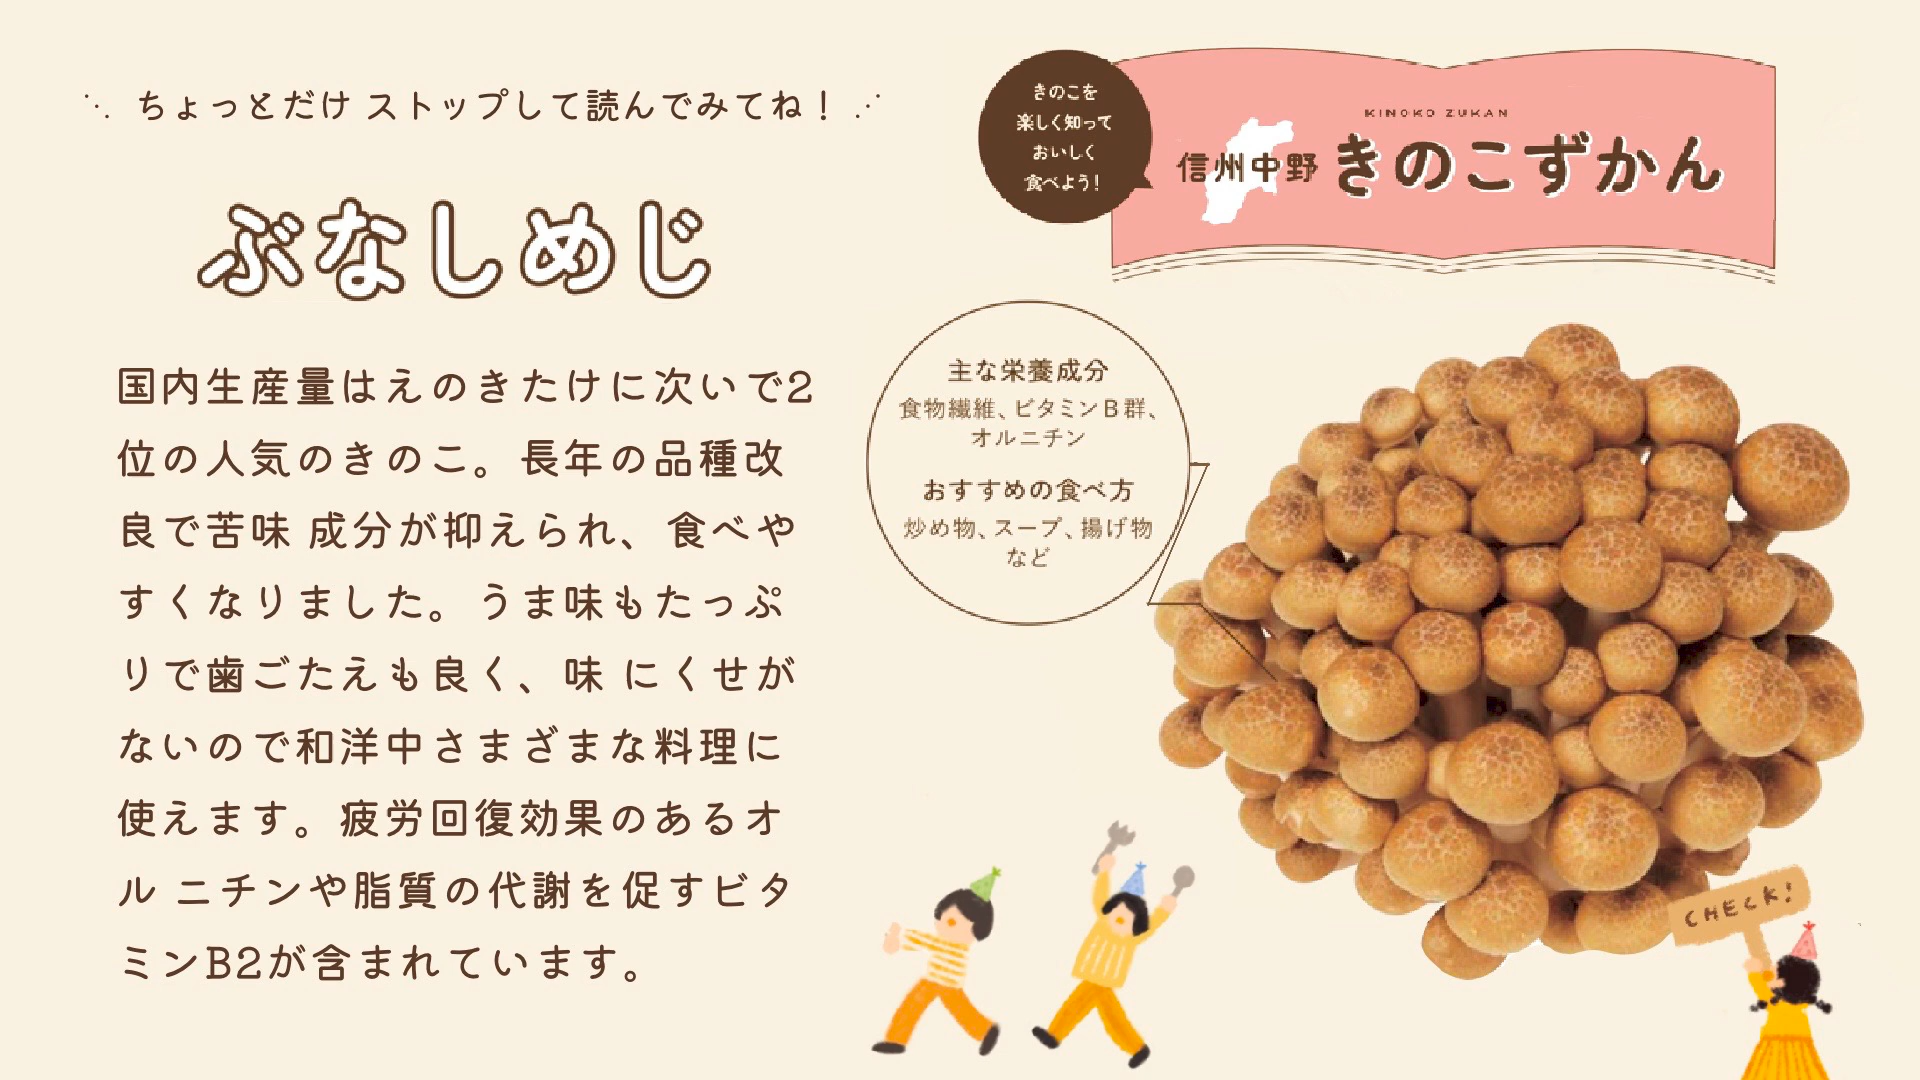 ちょっとだけ ストップして読んでみてね！
ぶなしめじ
国内生産量はえのきたけに次いで2
位の人気のきのこ。長年の品種改
良で苦味 成分が抑えられ、食べや
すくなりました。うま味もたっぷ
りで歯ごたえも良く、味 にくせが
ないので和洋中さまざまな料理に
使えます。疲労回復効果のあるオ
ル ニチンや脂質の代謝を促すビタ
ミンB2が含まれています。
きのこを
楽しく知って
おいしく
食べよう！
KINOKO ZUKAN
信州中野 きのこずかん
主な栄養成分
食物繊維、ビタミンB群、
オルニチン
おすすめの食べ方
炒め物、スープ、揚げ物
など
CHECK!